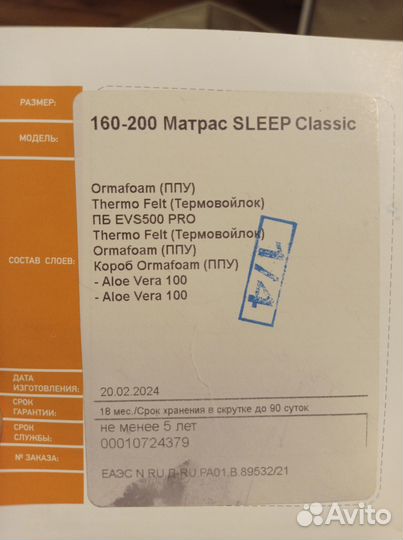 РАЗМЕР:
160-200 Матрас SLEEP Classic
МОДЕЛЬ:
Ormafoam (ППУ)
Thermo Felt (Термовойлок)
ПБ EVS500 PRO
Thermo Felt (Термовойлок)
Ormafoam (ППУ)
СОСТАВ СЛОЕВ:
Короб Ormafoam (ППУ)
- Aloe Vera 100
- Aloe Vera 100
1/4
ДАТА
ИЗГОТОВЛЕНИЯ:
20.02.2024
СРОК
ГАРАНТИИ:
18 мес./Срок хранения в скрутке до 90 суток
СРОК
СЛУЖБЫ:
не менее 5 лет
00010724379
№ ЗАКАЗА:
ЕАЭС N RU Д-RU.РА01.В.89532/21
Avito